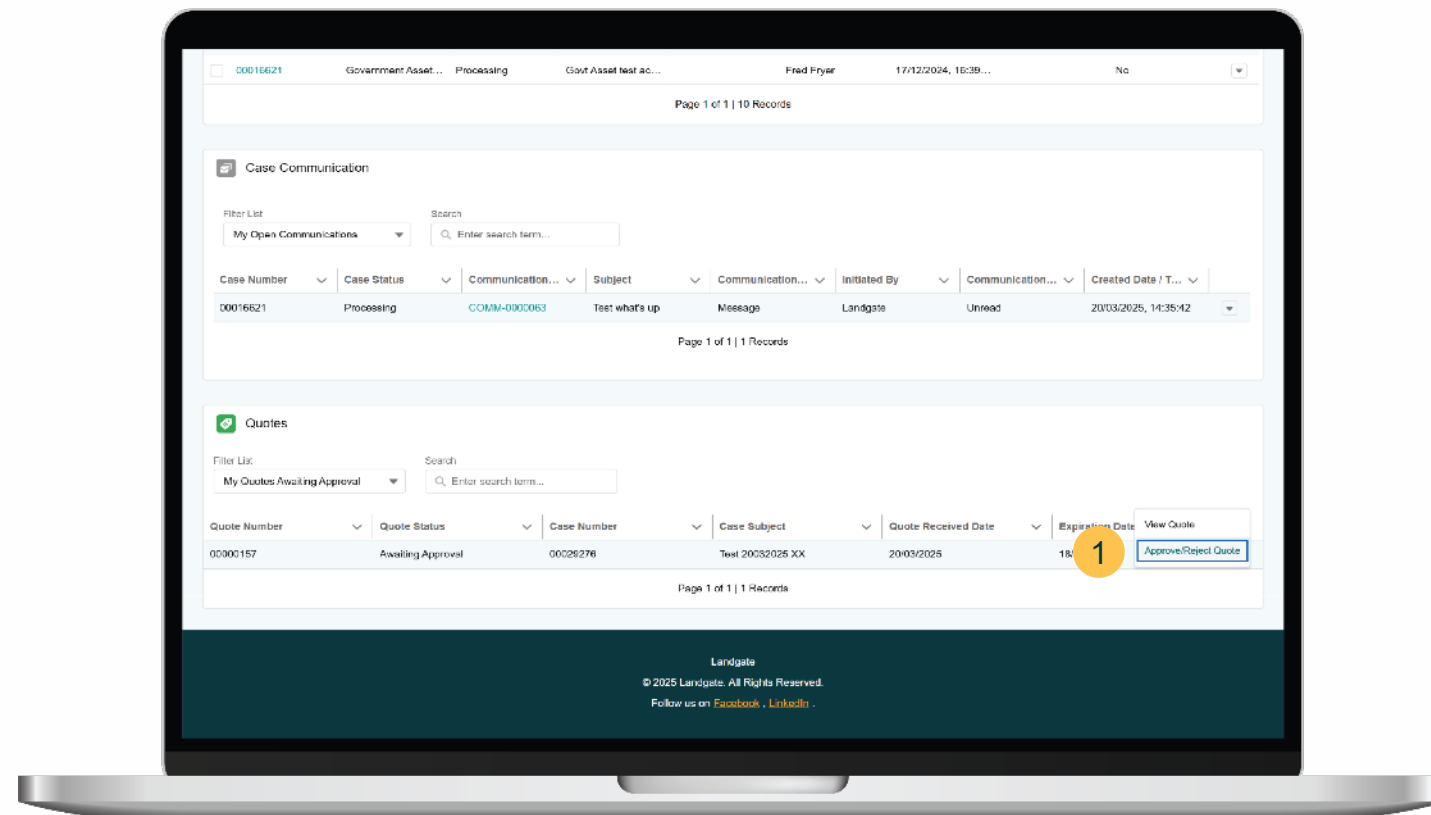 00016621 Government Asset... Processing Govt Asset test ac... Fred Fryer 17/12/2024, 16:39... No
Page 1 of 1 | 10 Records
Case Communication
Filter List Search
My Open Communications Enter search term...
Case Number Case Status Communication... Subject Communication... Initiated By Communication... Created Date / T...
00016621 Processing COMM-0000063 Test what's up Message Landgate Unread 20/03/2025, 14:35:42
Page 1 of 1 | 1 Records
Quotes
Filter List Search
My Quotes Awaiting Approval Enter search term...
Quote Number Quote Status Case Number Case Subject Quote Received Date Expiration Date View Quote
00000157 Awaiting Approval 00029276 Test 20032025 XX 20/03/2025 18/ 1 Approve/Reject Quote
Page 1 of 1 | 1 Records
Landgate
© 2025 Landgate. All Rights Reserved.
Follow us on Facebook , LinkedIn .